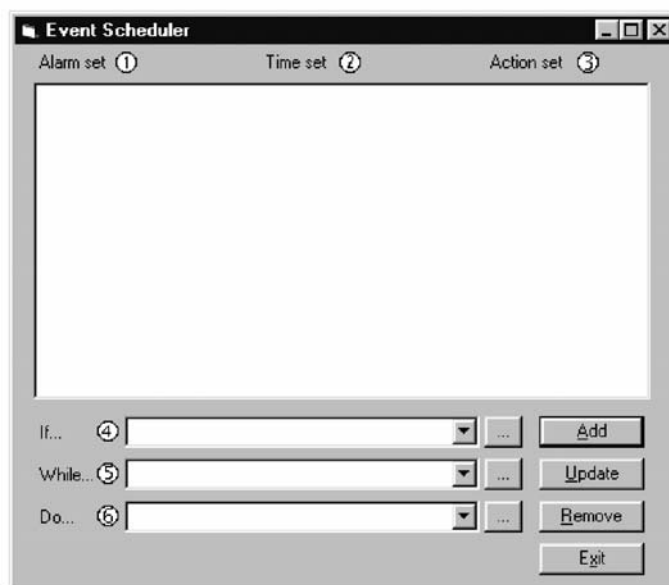 Event Scheduler
Alarm set ① Time set ② Action set ③
If... ④ ... Add
While... ⑤ ... Update
Do... ⑥ ... Remove
Exit